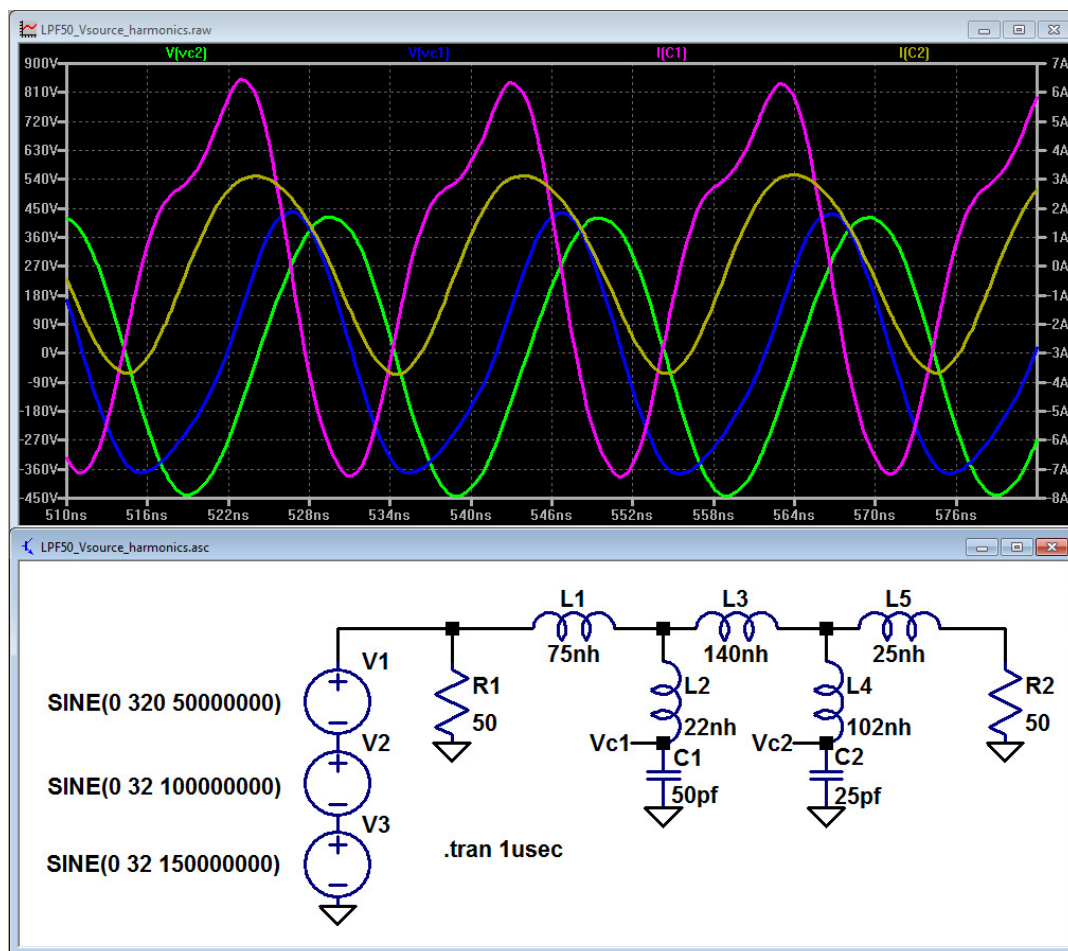 LPF50_Vsource_harmonics.raw
V(vc2) V(vc1) I(C1) I(C2)
900V 7A
810V 6A
720V 5A
630V 4A
540V 3A
450V 2A
360V 1A
270V 0A
180V -1A
90V -2A
0V -3A
-90V -4A
-180V -5A
-270V -6A
-360V -7A
-450V -8A
510ns 516ns 522ns 528ns 534ns 540ns 546ns 552ns 558ns 564ns 570ns 576ns
LPF50_Vsource_harmonics.asc
L1 L3 L5
75nh 140nh 25nh
V1
SINE(0 320 50000000)
R1
50
L2
22nh
L4
102nh
R2
50
V2
Vc1
Vc2
C1
50pf
C2
25pf
SINE(0 32 100000000)
V3
.tran 1usec
SINE(0 32 150000000)